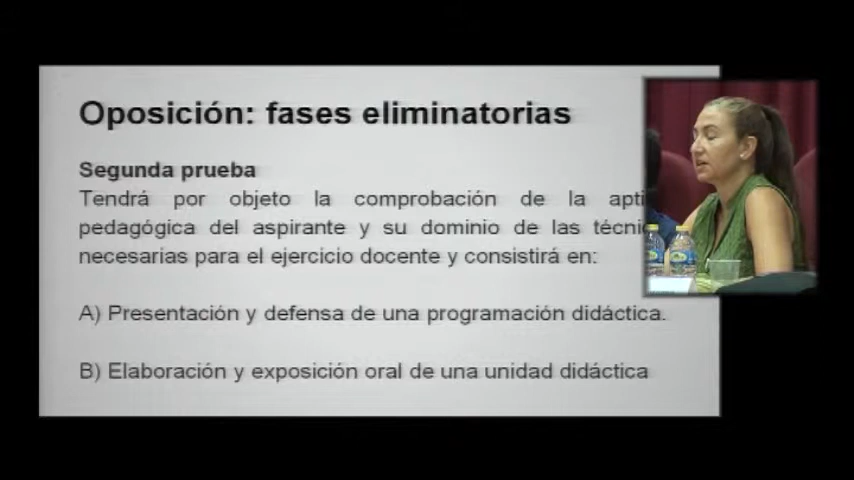 Oposición: fases eliminatorias
Segunda prueba
Tendrá por objeto la comprobación de la
pedagógica del aspirante y su dominio de las
necesarias para el ejercicio docente y consistirá en:
A) Presentación y defensa de una programación didáctica.
B) Elaboración y exposición oral de una unidad didáctica